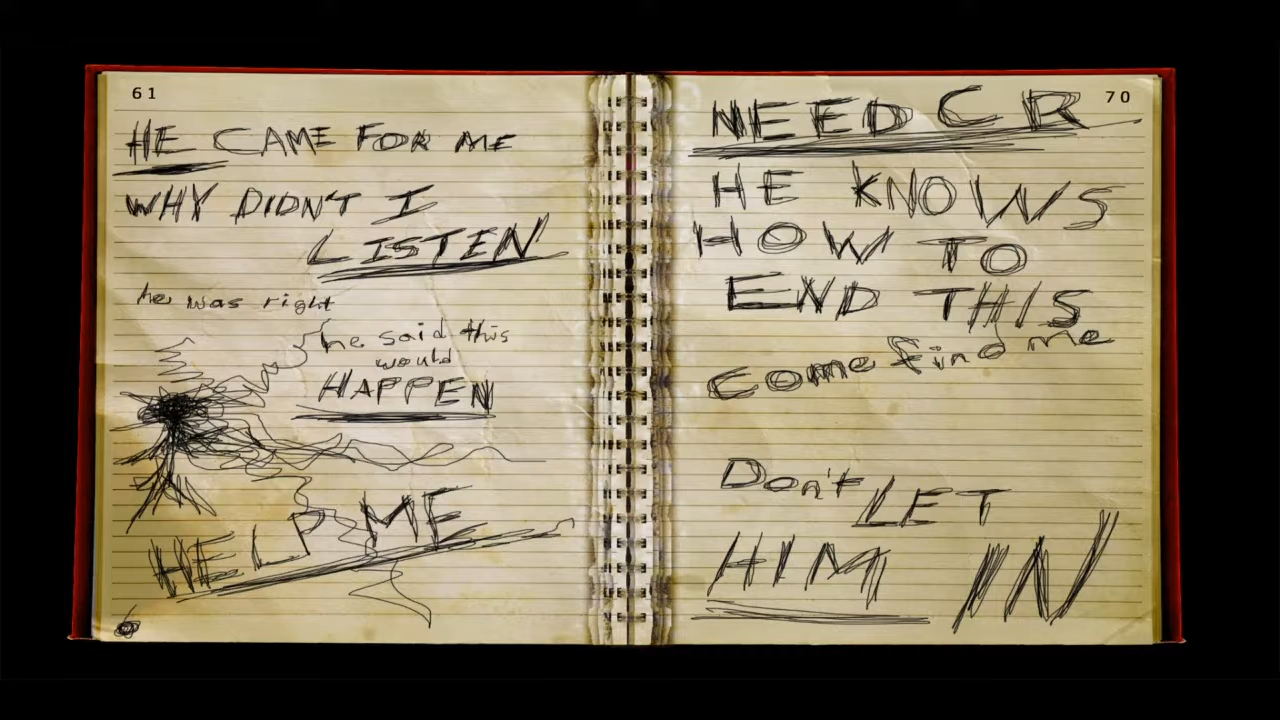 61
HE CAME FOR ME
WHY DIDN'T I
LISTEN
he was right
he said this
would
HAPPEN
HELP ME
70
NEED CR
HE KNOWS
HOW TO
END THIS
come find me
Don't LET
HIM IN